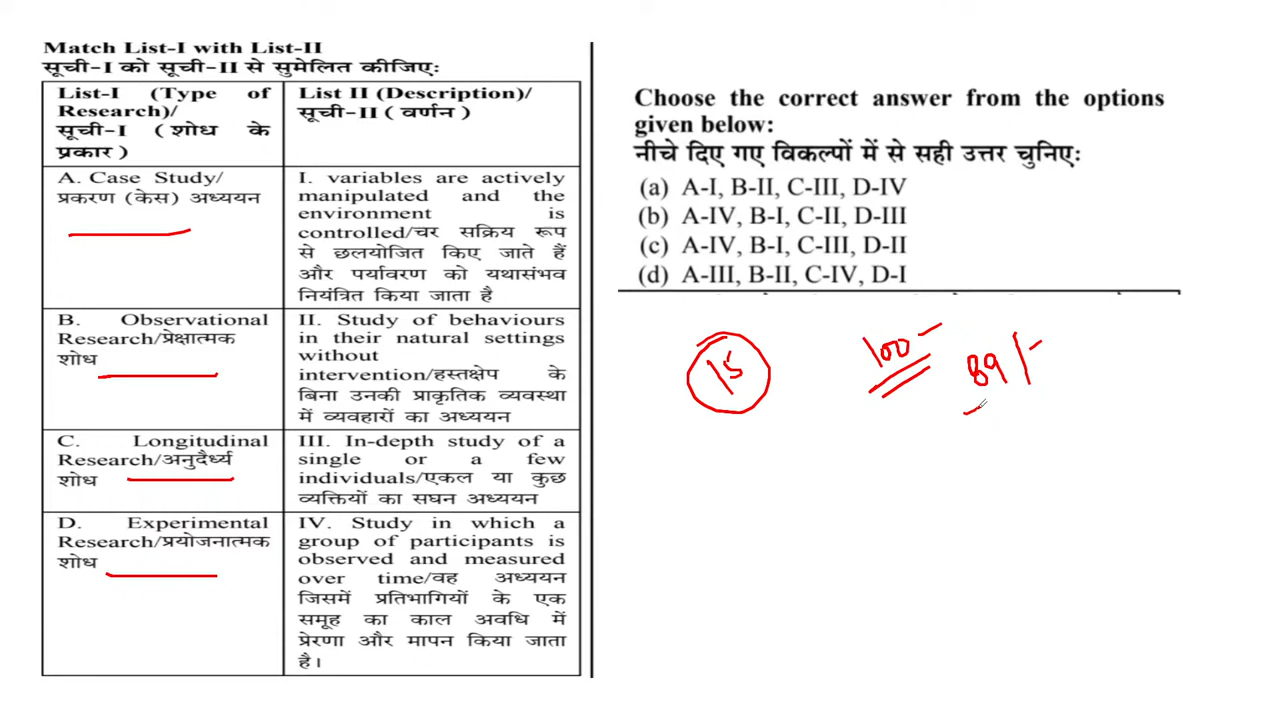 Match List-I with List-II
सूची-I को सूची-II से सुमेलित कीजिए:
List-I (Type of
Research)/
सूची-I (शोध के
प्रकार)
List II (Description)/
सूची-II (वर्णन)
A. Case Study/
प्रकरण (केस) अध्ययन
I. variables are actively
manipulated and the
environment is
controlled/चर सक्रिय रूप
से छलयोजित किए जाते हैं
और पर्यावरण को यथासंभव
नियंत्रित किया जाता है
B. Observational
Research/प्रेक्षात्मक
शोध
II. Study of behaviours
in their natural settings
without
intervention/हस्तक्षेप के
बिना उनकी प्राकृतिक व्यवस्था
में व्यवहारों का अध्ययन
C. Longitudinal
Research/अनुदैर्ध्य
शोध
III. In-depth study of a
single or a few
individuals/एकल या कुछ
व्यक्तियों का सघन अध्ययन
D. Experimental
Research/प्रयोजनात्मक
शोध
IV. Study in which a
group of participants is
observed and measured
over time/वह अध्ययन
जिसमें प्रतिभागियों के एक
समूह का काल अवधि में
प्रेरणा और मापन किया जाता
है।
Choose the correct answer from the options
given below:
नीचे दिए गए विकल्पों में से सही उत्तर चुनिए:
(a) A-I, B-II, C-III, D-IV
(b) A-IV, B-I, C-II, D-III
(c) A-IV, B-I, C-III, D-II
(d) A-III, B-II, C-IV, D-I
15 100- 89/-